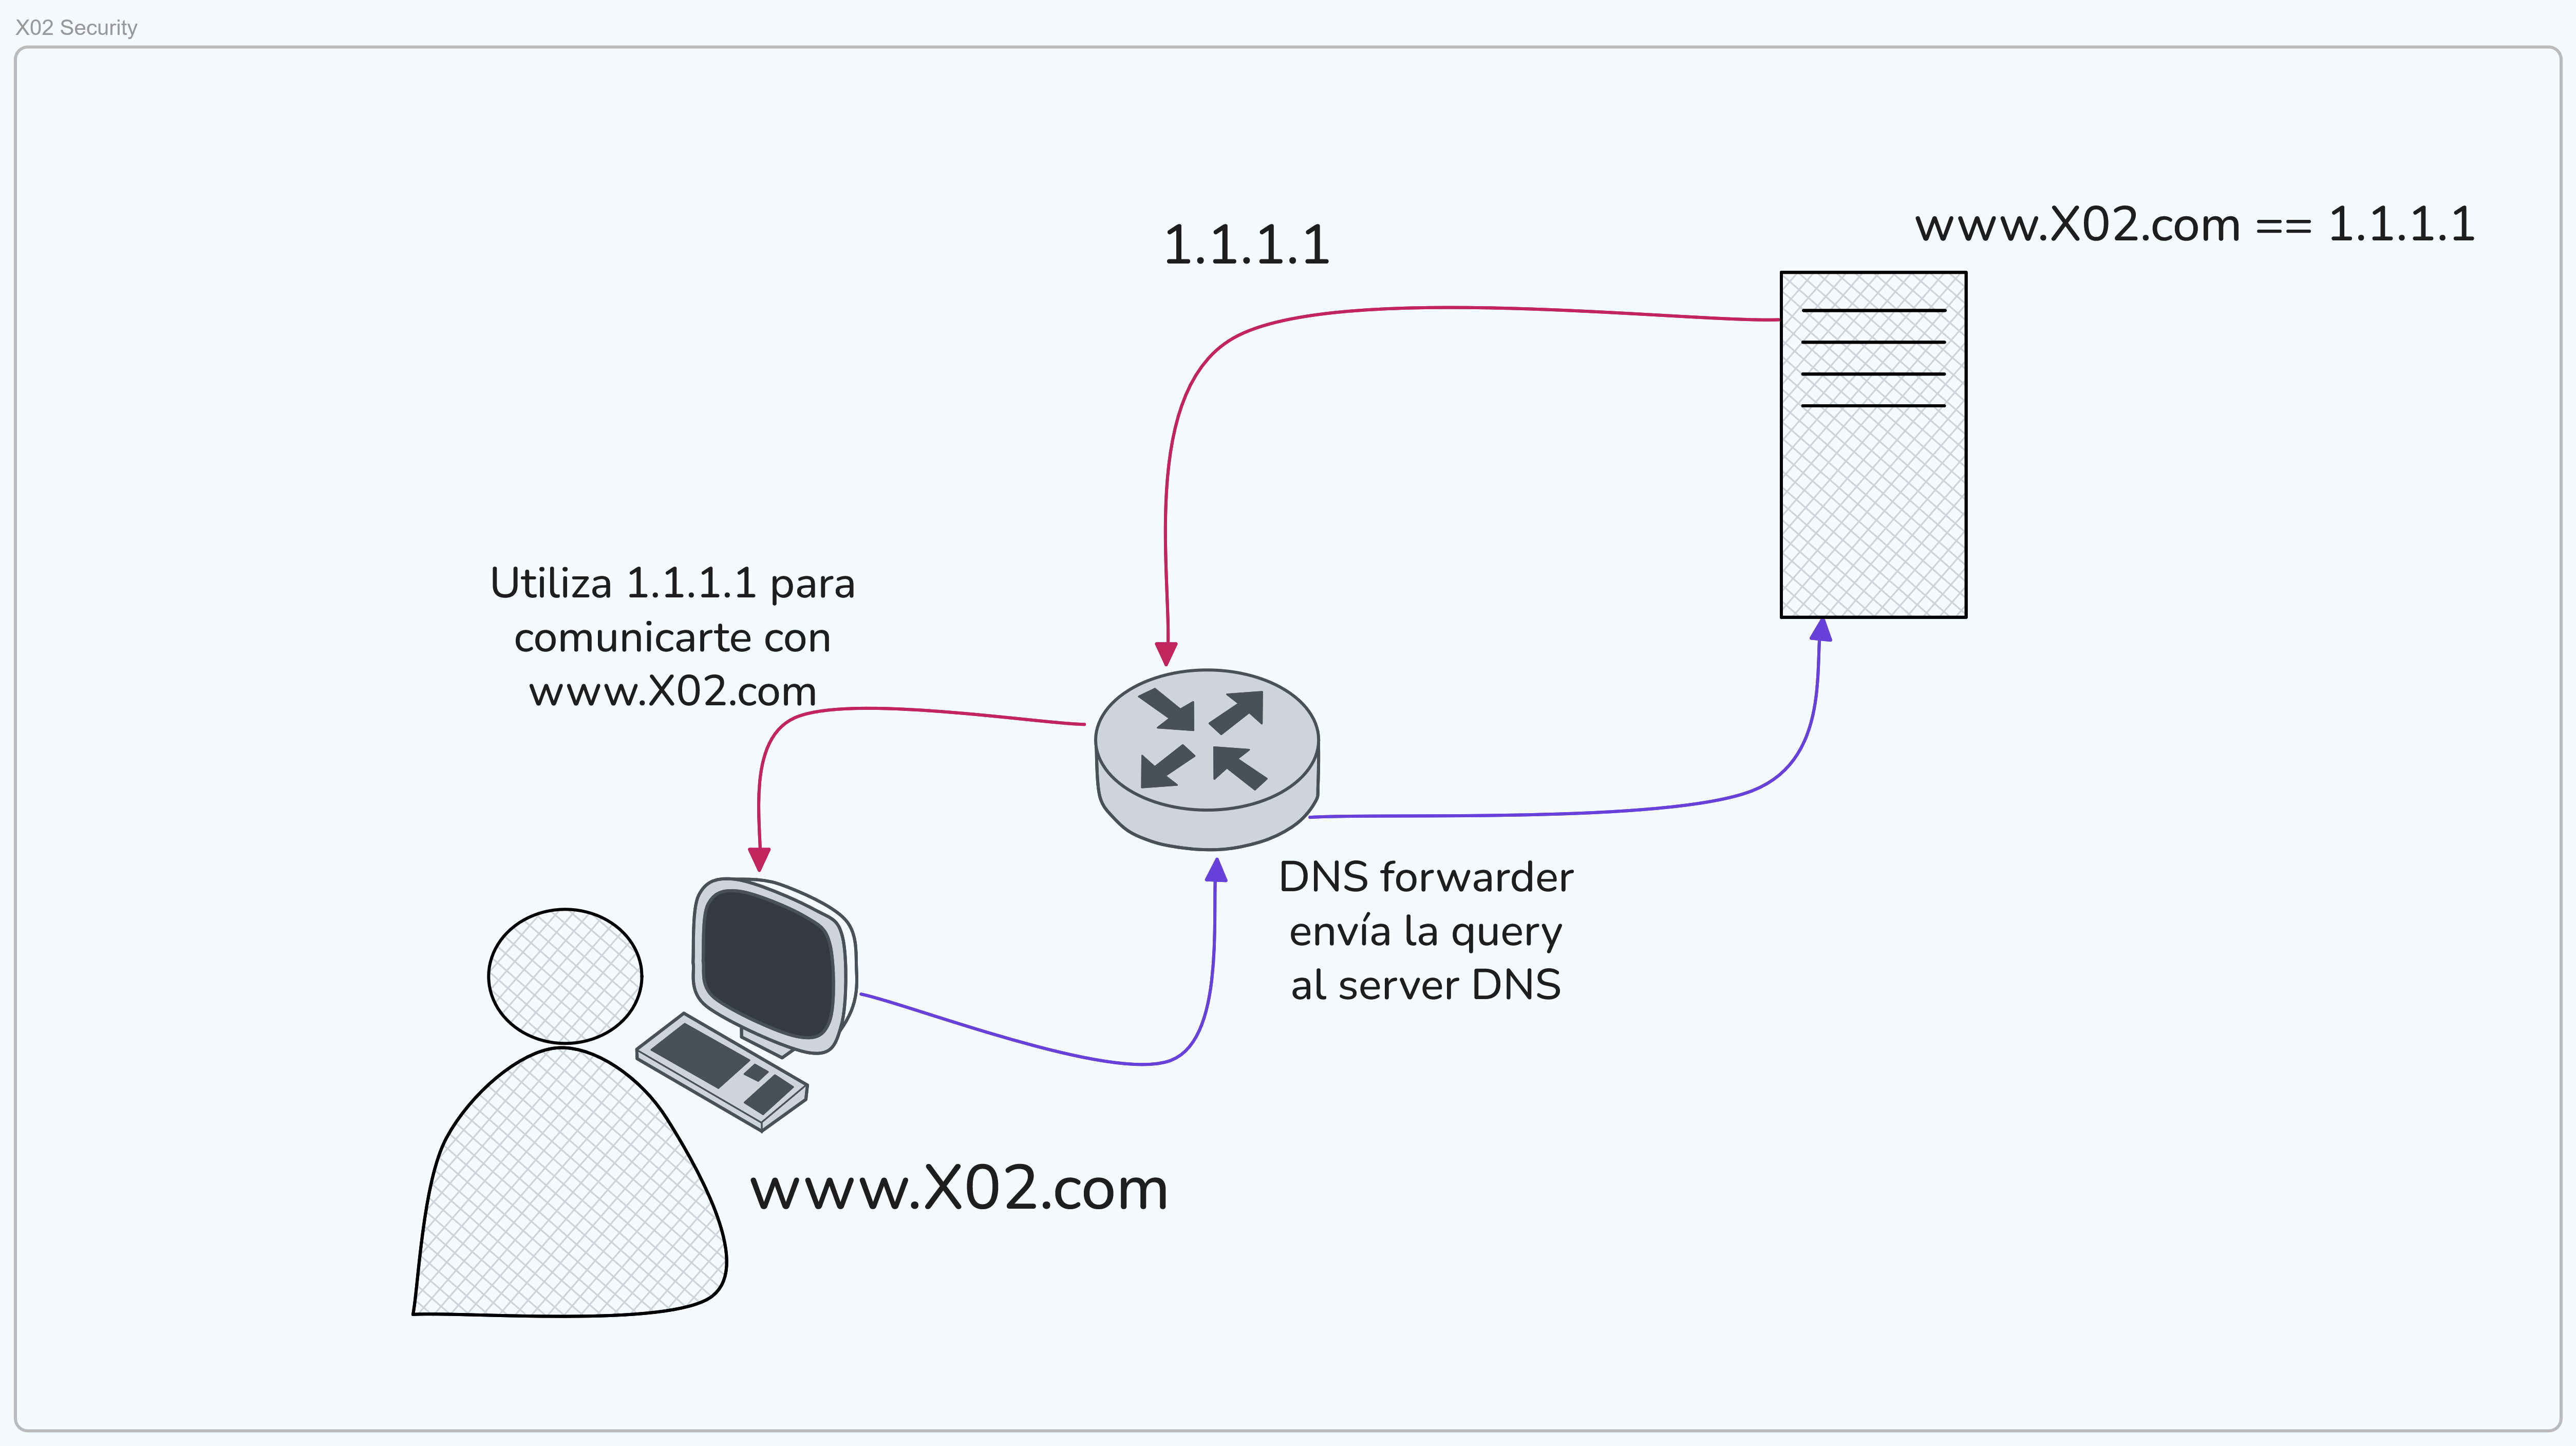 X02 Security
www.X02.com == 1.1.1.1
1.1.1.1
Utiliza 1.1.1.1 para
comunicarte con
www.X02.com
DNS forwarder
envía la query
al server DNS
www.X02.com